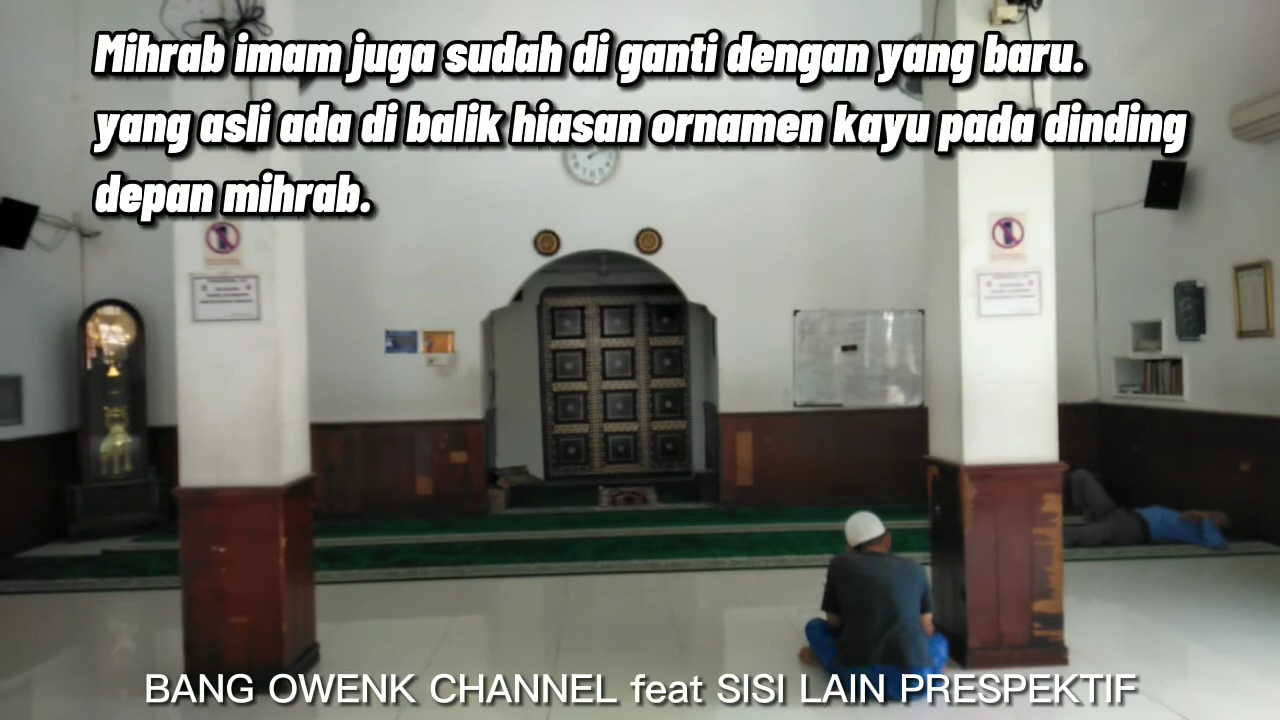 Mihrab imam juga sudah di ganti dengan yang baru.
yang asli ada di balik hiasan ornamen kayu pada dinding
depan mihrab.
BANG OWENK CHANNEL feat SISI LAIN PRESPEKTIF